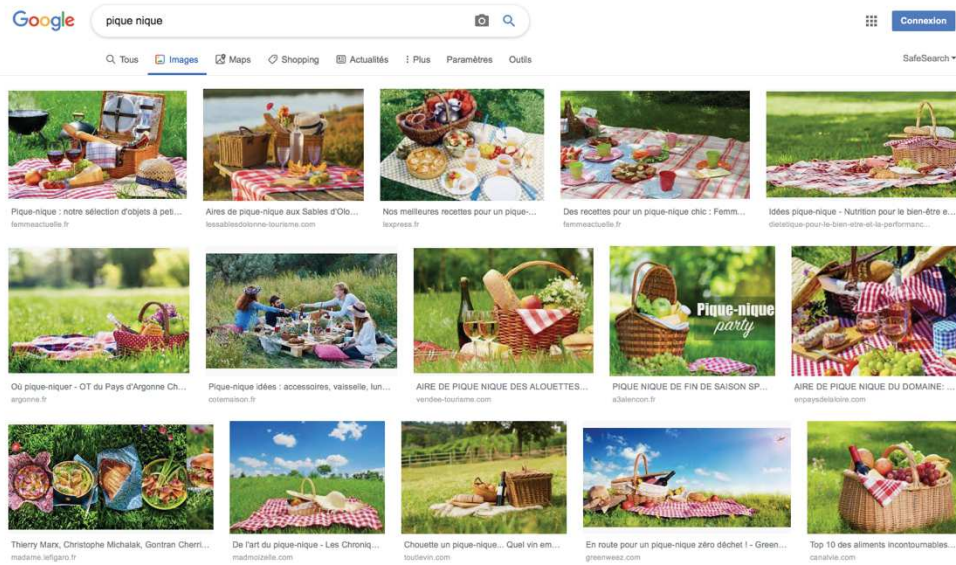 Google
pique nique
Connexion
Tous Images Maps Shopping Actualités Plus Paramètres Outils
SafeSearch
Pique-nique : notre sélection d'objets à peti...
femmeactuelle.fr
Aires de pique-nique aux Sables d'Olo...
lessablesdolonne-tourisme.com
Nos meilleures recettes pour un pique-...
lexpress.fr
Des recettes pour un pique-nique chic : Femm...
femmeactuelle.fr
Idées pique-nique - Nutrition pour le bien-être e...
dietetique-pour-le-bien-etre-et-la-performanc...
Pique-nique
party
Où pique-niquer - OT du Pays d'Argonne Ch...
argonne.fr
Pique-nique idées : accessoires, vaisselle, lun...
cotemaison.fr
AIRE DE PIQUE NIQUE DES ALOUETTES...
vendee-tourisme.com
PIQUE NIQUE DE FIN DE SAISON SP...
a3alencon.fr
AIRE DE PIQUE NIQUE DU DOMAINE: ...
enpaysdelaloire.com
Thierry Marx, Christophe Michalak, Gontran Cherri...
madame.lefigaro.fr
De l'art du pique-nique - Les Chroniq...
madmoizelle.com
Chouette un pique-nique... Quel vin em...
toutlevin.com
En route pour un pique-nique zéro déchet ! - Green...
greenweez.com
Top 10 des aliments incontournables...
canalvie.com